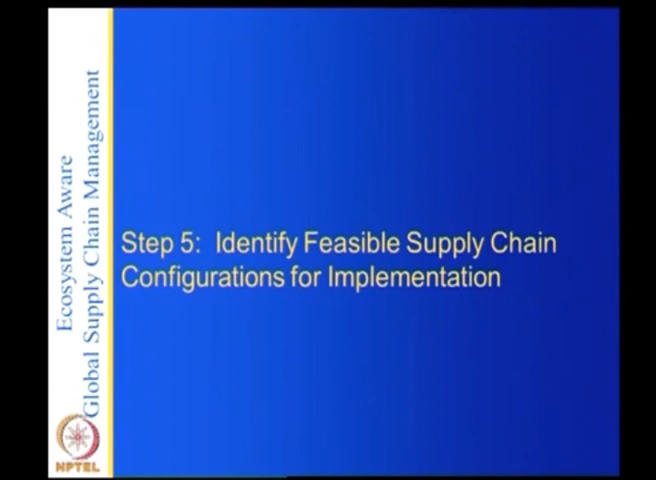 Ecosystem Aware
Global Supply Chain Management
Step 5: Identify Feasible Supply Chain
Configurations for Implementation
NPTEL